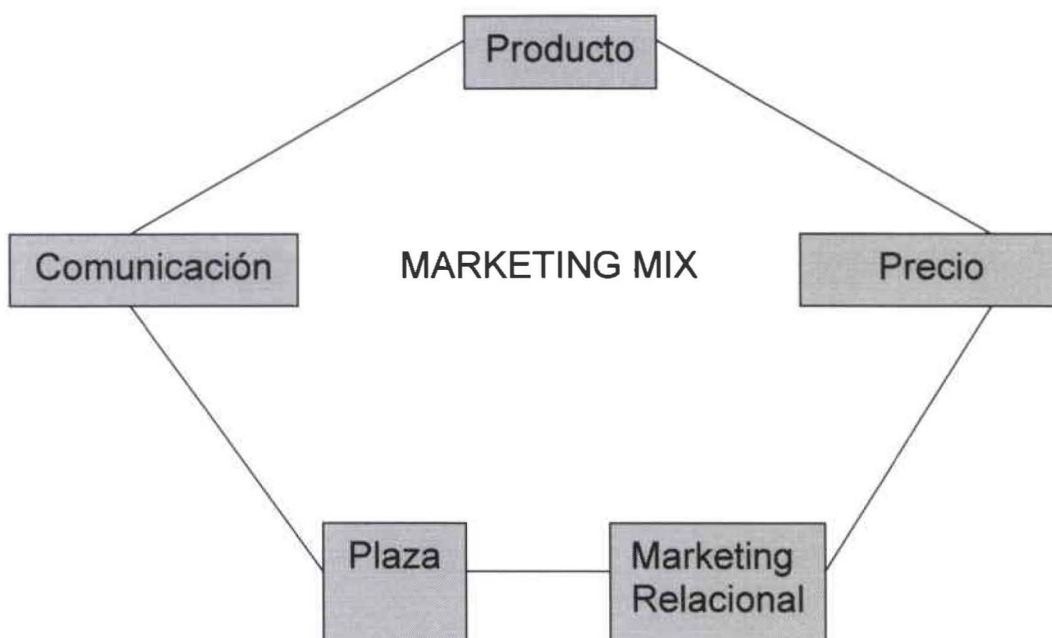 Producto
Comunicación
MARKETING MIX
Precio
Plaza
Marketing
Relacional